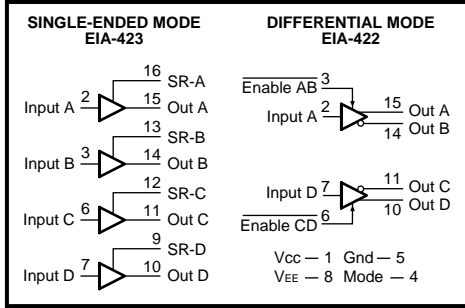 SINGLE-ENDED MODE
EIA-423
16 SR-A
Input A 2 15 Out A
13 SR-B
Input B 3 14 Out B
12 SR-C
Input C 6 11 Out C
9 SR-D
Input D 7 10 Out D
DIFFERENTIAL MODE
EIA-422
Enable AB 3
Input A 2 15 Out A
14 Out B
Input D 7 11 Out C
10 Out D
Enable CD 6
VCC — 1 Gnd — 5
VEE — 8 Mode — 4